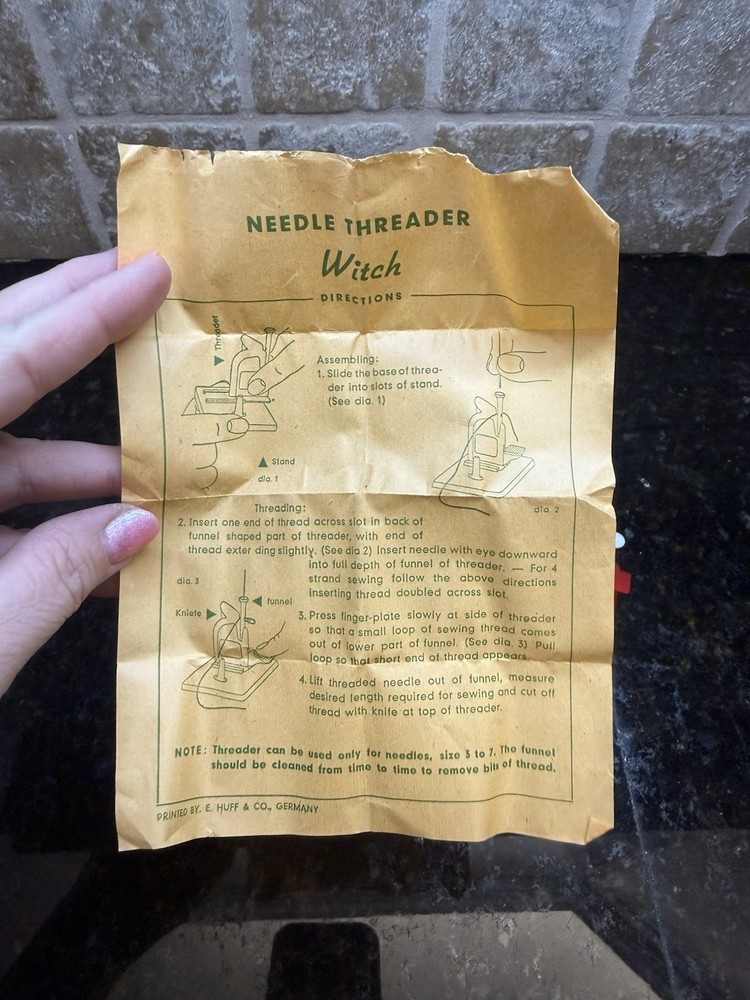 NEEDLE THREADER
Witch
DIRECTIONS
▼ Threader
Assembling:
1. Slide the base of threa-
der into slots of stand.
(See dia. 1)
▲ Stand
dia. 1
dia. 2
Threading:
2. Insert one end of thread across slot in back of
funnel shaped part of threader, with end of
thread exter ding slightly. (See dia 2) Insert needle with eye downward
into full depth of funnel of threader. — For 4
strand sewing follow the above directions
inserting thread doubled across slot.
dia. 3
Kniefe ▶
◀ funnel
3. Press finger-plate slowly at side of threader
so that a small loop of sewing thread comes
out of lower part of funnel. (See dia. 3) Pull
loop so that short end of thread appears.
4. Lift threaded needle out of funnel, measure
desired length required for sewing and cut off
thread with knife at top of threader.
NOTE: Threader can be used only for needles, size 3 to 7. The funnel
should be cleaned from time to time to remove bits of thread.
PRINTED BY. E. HUFF & CO., GERMANY